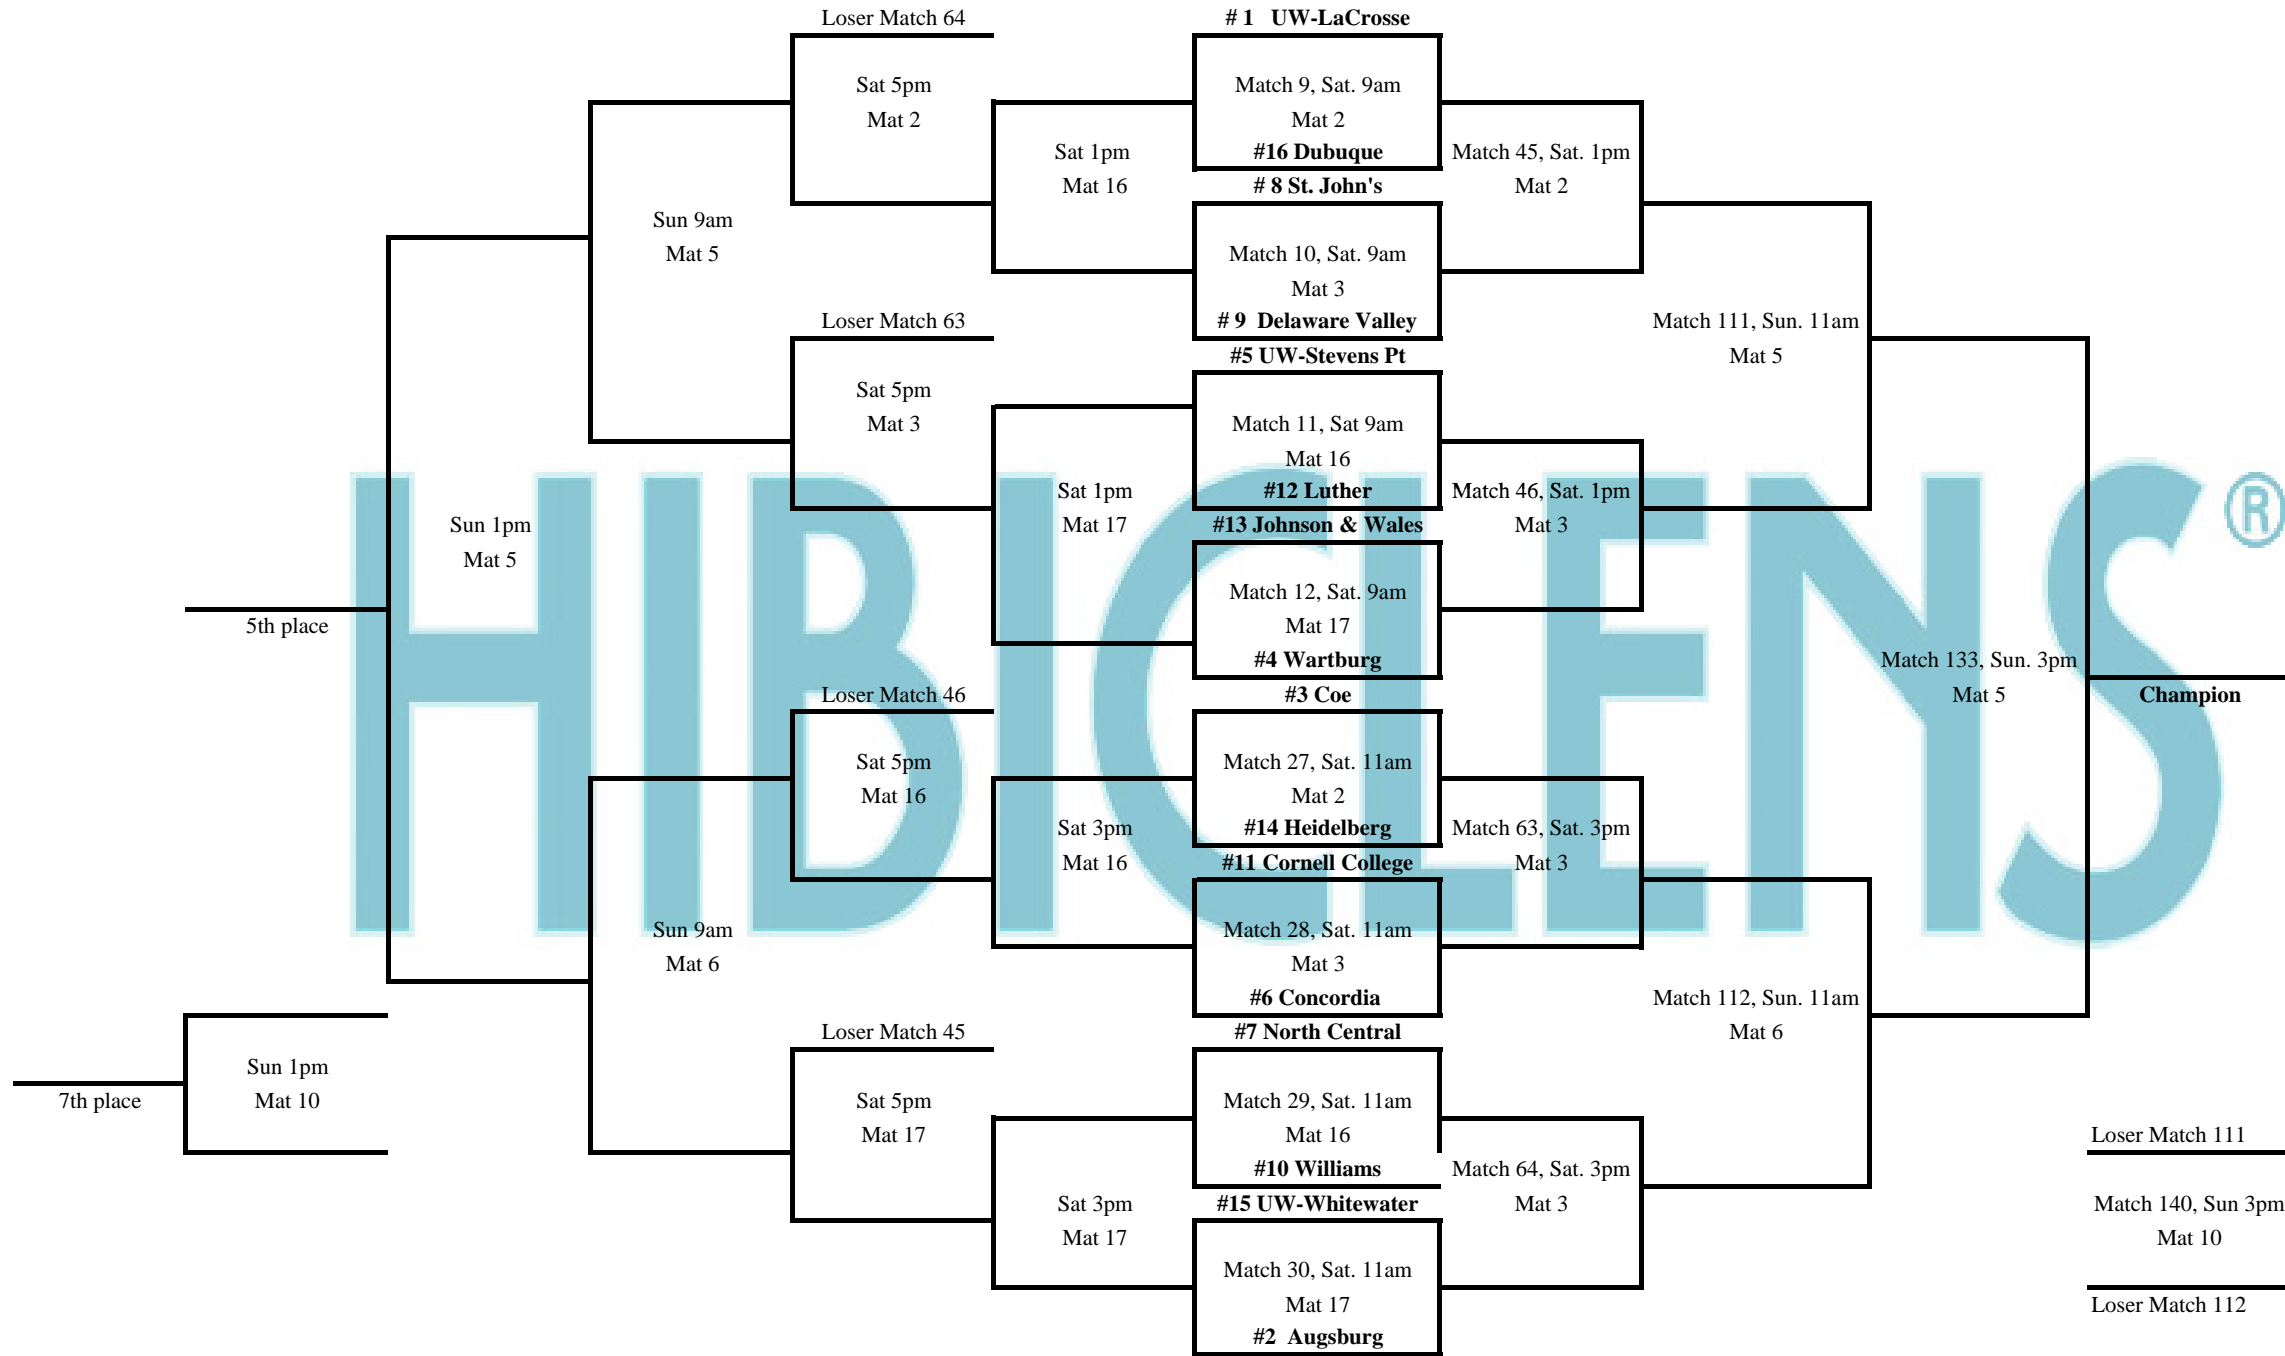 Loser Match 64
# 1 UW-LaCrosse
Sat 5pm
Mat 2
Match 9, Sat. 9am
Mat 2
#16 Dubuque
Sat 1pm
Mat 16
Match 45, Sat. 1pm
Mat 2
# 8 St. John's
Sun 9am
Mat 5
Match 10, Sat. 9am
Mat 3
# 9 Delaware Valley
Loser Match 63
Match 111, Sun. 11am
Mat 5
#5 UW-Stevens Pt
Sat 5pm
Mat 3
Match 11, Sat 9am
Mat 16
#12 Luther
Sat 1pm
Mat 17
Match 46, Sat. 1pm
Mat 3
#13 Johnson & Wales
Sun 1pm
Mat 5
Match 12, Sat. 9am
Mat 17
#4 Wartburg
5th place
HIBICLENS®
Match 133, Sun. 3pm
Mat 5
Champion
Loser Match 46
#3 Coe
Sat 5pm
Mat 16
Match 27, Sat. 11am
Mat 2
#14 Heidelberg
Sat 3pm
Mat 16
Match 63, Sat. 3pm
Mat 3
#11 Cornell College
Sun 9am
Mat 6
Match 28, Sat. 11am
Mat 3
#6 Concordia
Match 112, Sun. 11am
Mat 6
Loser Match 45
#7 North Central
Sun 1pm
Mat 10
7th place
Sat 5pm
Mat 17
Match 29, Sat. 11am
Mat 16
#10 Williams
Match 64, Sat. 3pm
Mat 3
Loser Match 111
#15 UW-Whitewater
Sat 3pm
Mat 17
Match 140, Sun 3pm
Mat 10
Match 30, Sat. 11am
Mat 17
#2 Augsburg
Loser Match 112